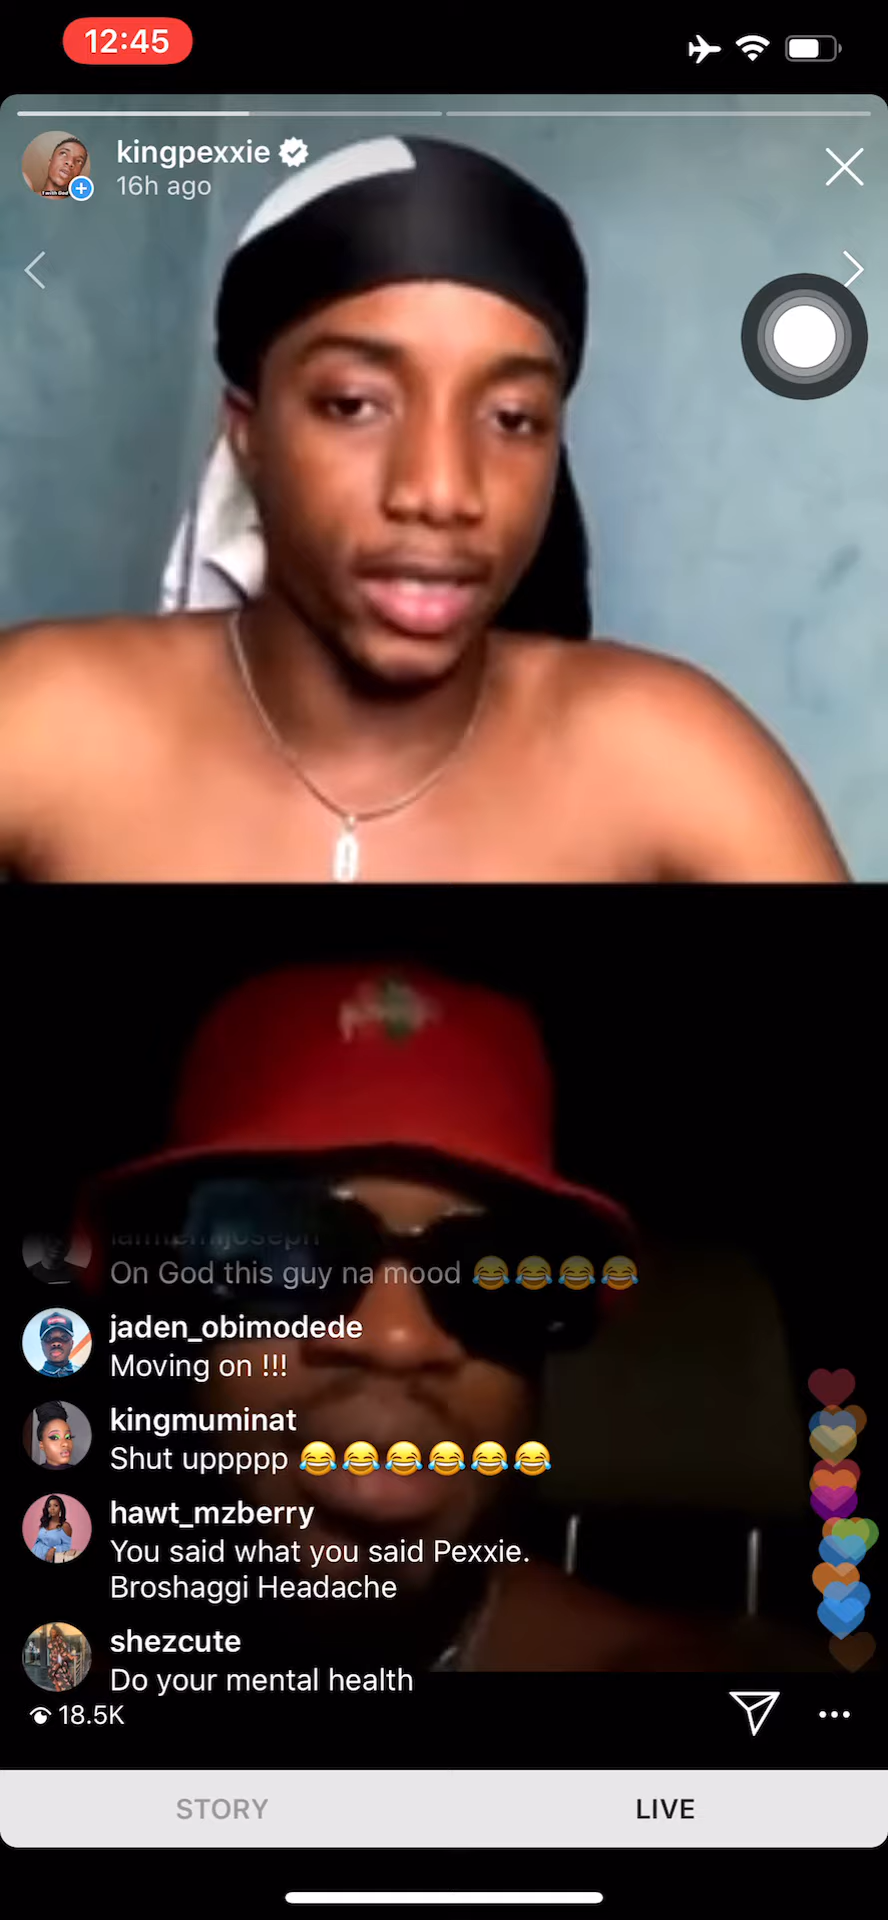 12:45
kingpexxie
16h ago
On God this guy na mood 😂😂😂😂
jaden_obimodede
Moving on !!!
kingmuminat
Shut uppppp 😂😂😂😂😂😂
hawt_mzberry
You said what you said Pexxie.
Broshaggi Headache
shezcute
Do your mental health
18.5K
STORY
LIVE